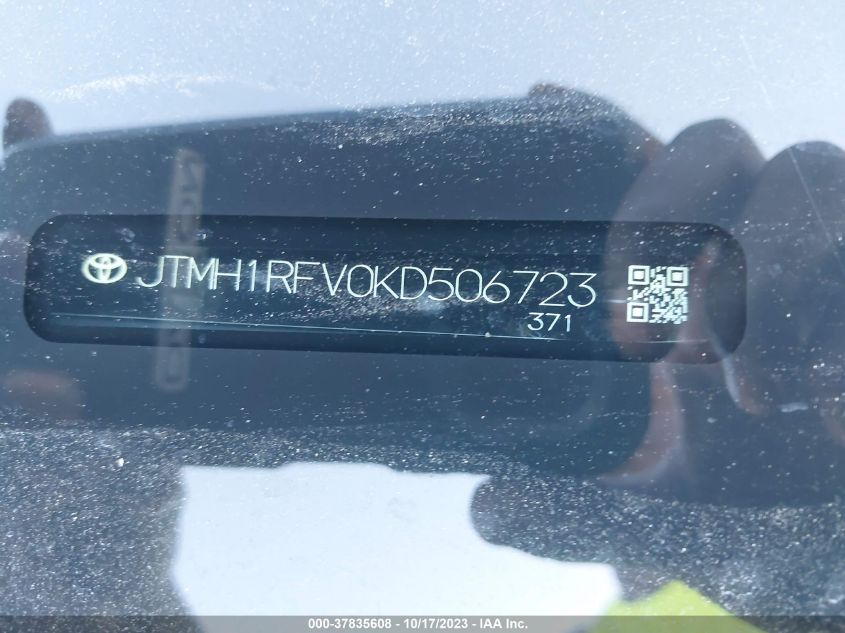 JTMH1RFV0KD506723
371
000-37835608 - 10/17/2023 - IAA Inc.